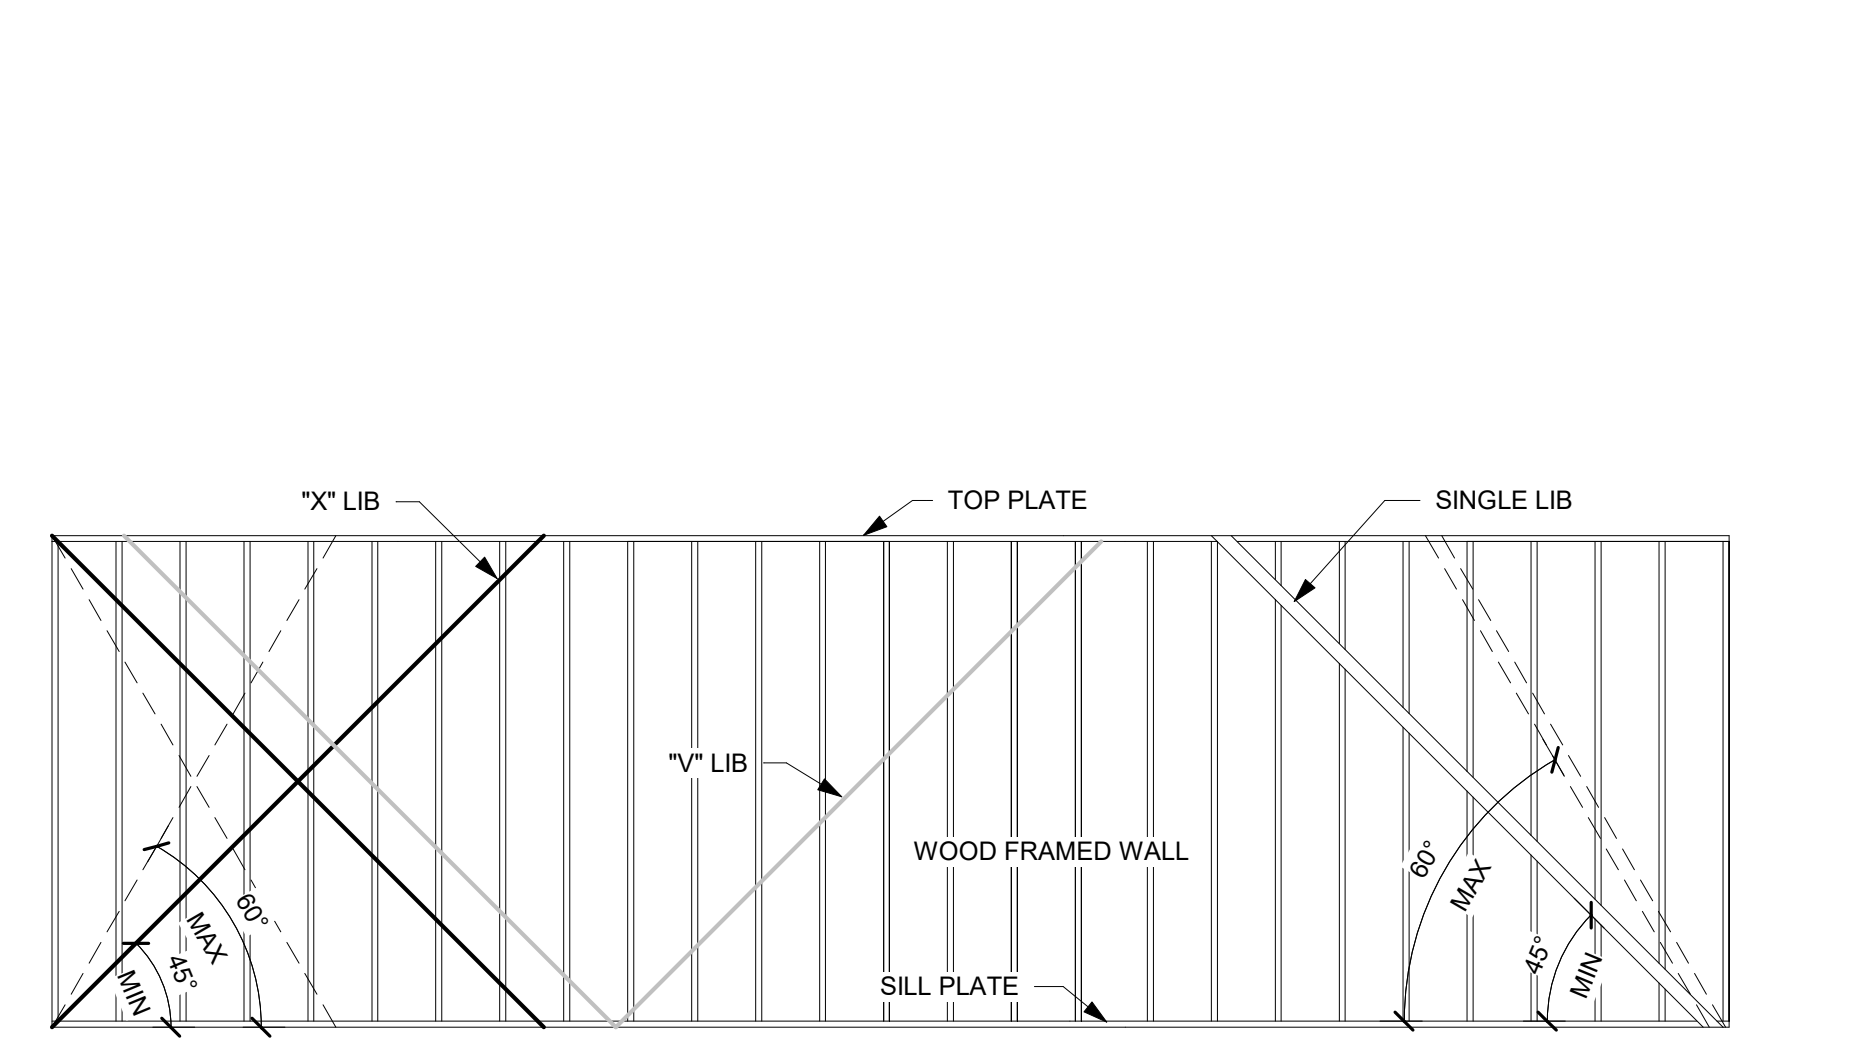 "X" LIB
TOP PLATE
SINGLE LIB
"V" LIB
WOOD FRAMED WALL
60°
MAX
45°
MIN
60°
MAX
45°
MIN
SILL PLATE